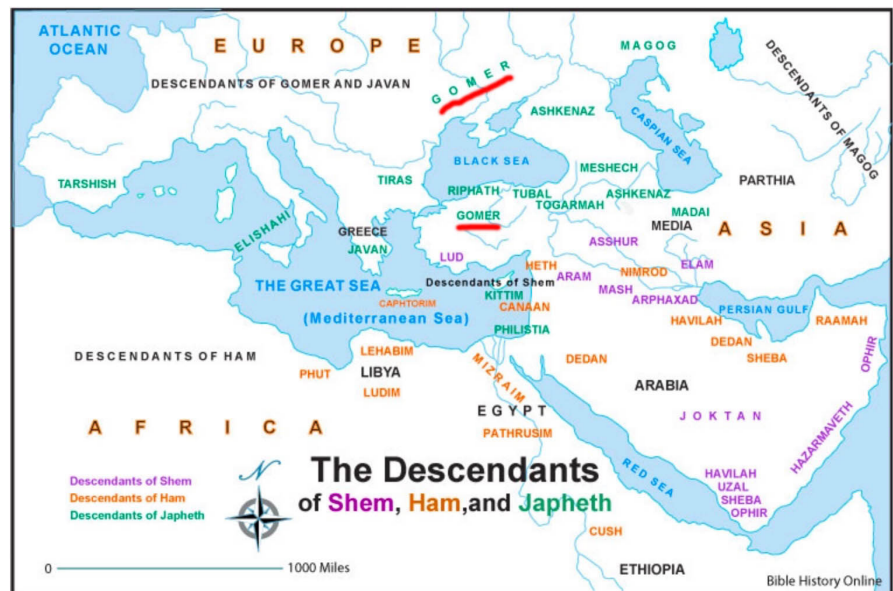 ATLANTIC
OCEAN
EUROPE
DESCENDANTS OF GOMER AND JAVAN
GOMER
MAGOG
DESCENDANTS OF MAGOG
ASHKENAZ
CASPIAN SEA
BLACK SEA
TARSHISH
TIRAS
RIPHATH
TUBAL
MESHECH
TOGARMAH
ASHKENAZ
PARTHIA
GOMER
MADAI
MEDIA
ASIA
ELISHAHI
GREECE
JAVAN
LUD
ASSHUR
HETH
ARAM
NIMROD
ELAM
THE GREAT SEA
(Mediterranean Sea)
Descendants of Shem
KITTIM
CAPHTORIM
CANAAN
MASH
ARPHAXAD
PERSIAN GULF
PHILISTIA
HAVILAH
RAAMAH
DEDAN
SHEBA
OPHIR
DESCENDANTS OF HAM
LEHABIM
PHUT
LIBYA
LUDIM
MIZRAIM
DEDAN
ARABIA
EGYPT
JOKTAN
HAZARMAVETH
AFRICA
PATHRUSIM
RED SEA
The Descendants
of Shem, Ham,and Japheth
Descendants of Shem
Descendants of Ham
Descendants of Japheth
N
HAVILAH
UZAL
SHEBA
OPHIR
CUSH
ETHIOPIA
0 1000 Miles
Bible History Online